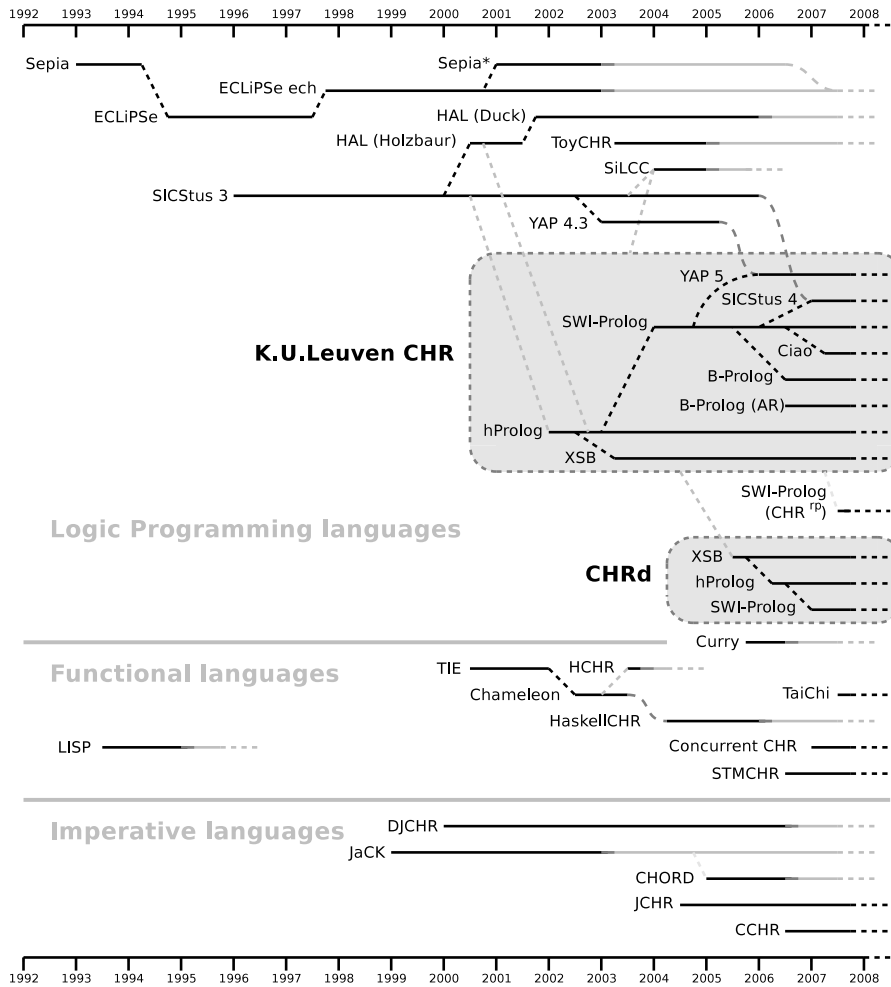 1992 1993 1994 1995 1996 1997 1998 1999 2000 2001 2002 2003 2004 2005 2006 2007 2008
Sepia
Sepia*
ECLiPSe ech
ECLiPSe
HAL (Duck)
HAL (Holzbaur)
ToyCHR
SiLCC
SICStus 3
YAP 4.3
YAP 5
SICStus 4
SWI-Prolog
K.U.Leuven CHR
Ciao
B-Prolog
B-Prolog (AR)
hProlog
XSB
SWI-Prolog
(CHR rp)
Logic Programming languages
XSB
CHRd
hProlog
SWI-Prolog
Curry
Functional languages
TIE
HCHR
Chameleon
TaiChi
HaskellCHR
LISP
Concurrent CHR
STMCHR
Imperative languages
DJCHR
JaCK
CHORD
JCHR
CCHR
1992 1993 1994 1995 1996 1997 1998 1999 2000 2001 2002 2003 2004 2005 2006 2007 2008